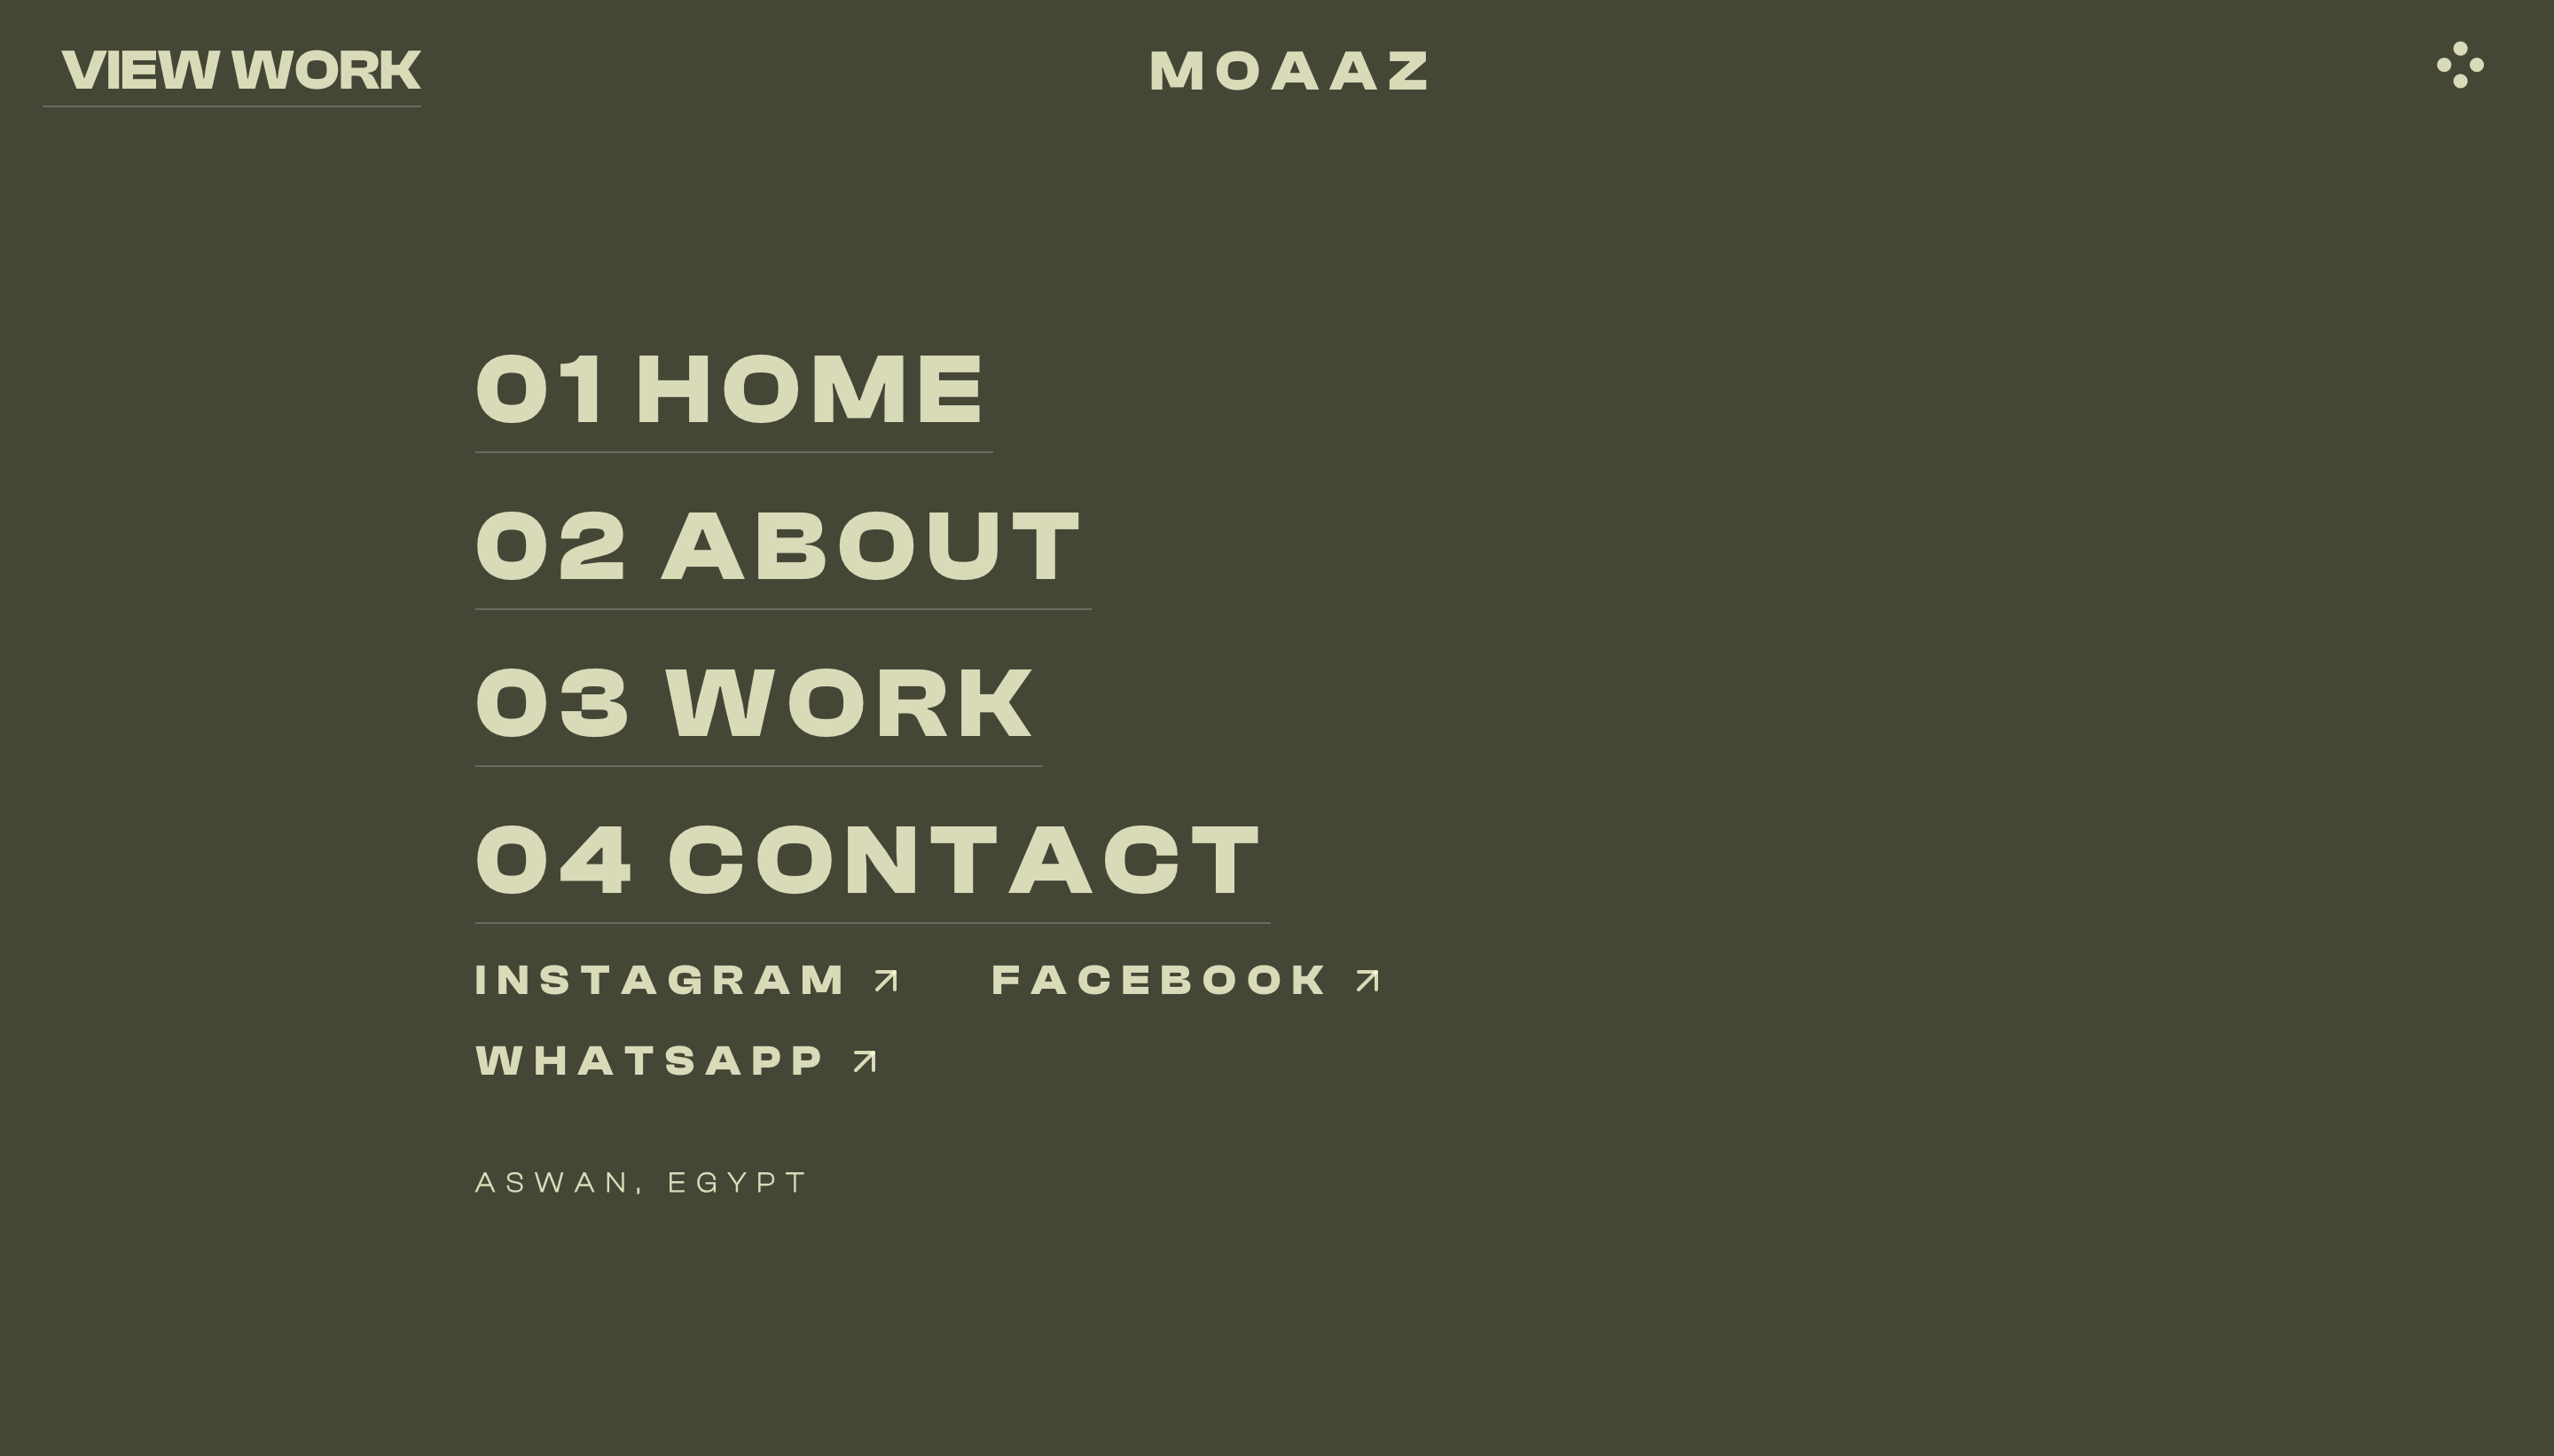 VIEW WORK
MOAAZ
01 HOME
02 ABOUT
03 WORK
04 CONTACT
INSTAGRAM FACEBOOK
WHATSAPP
ASWAN, EGYPT